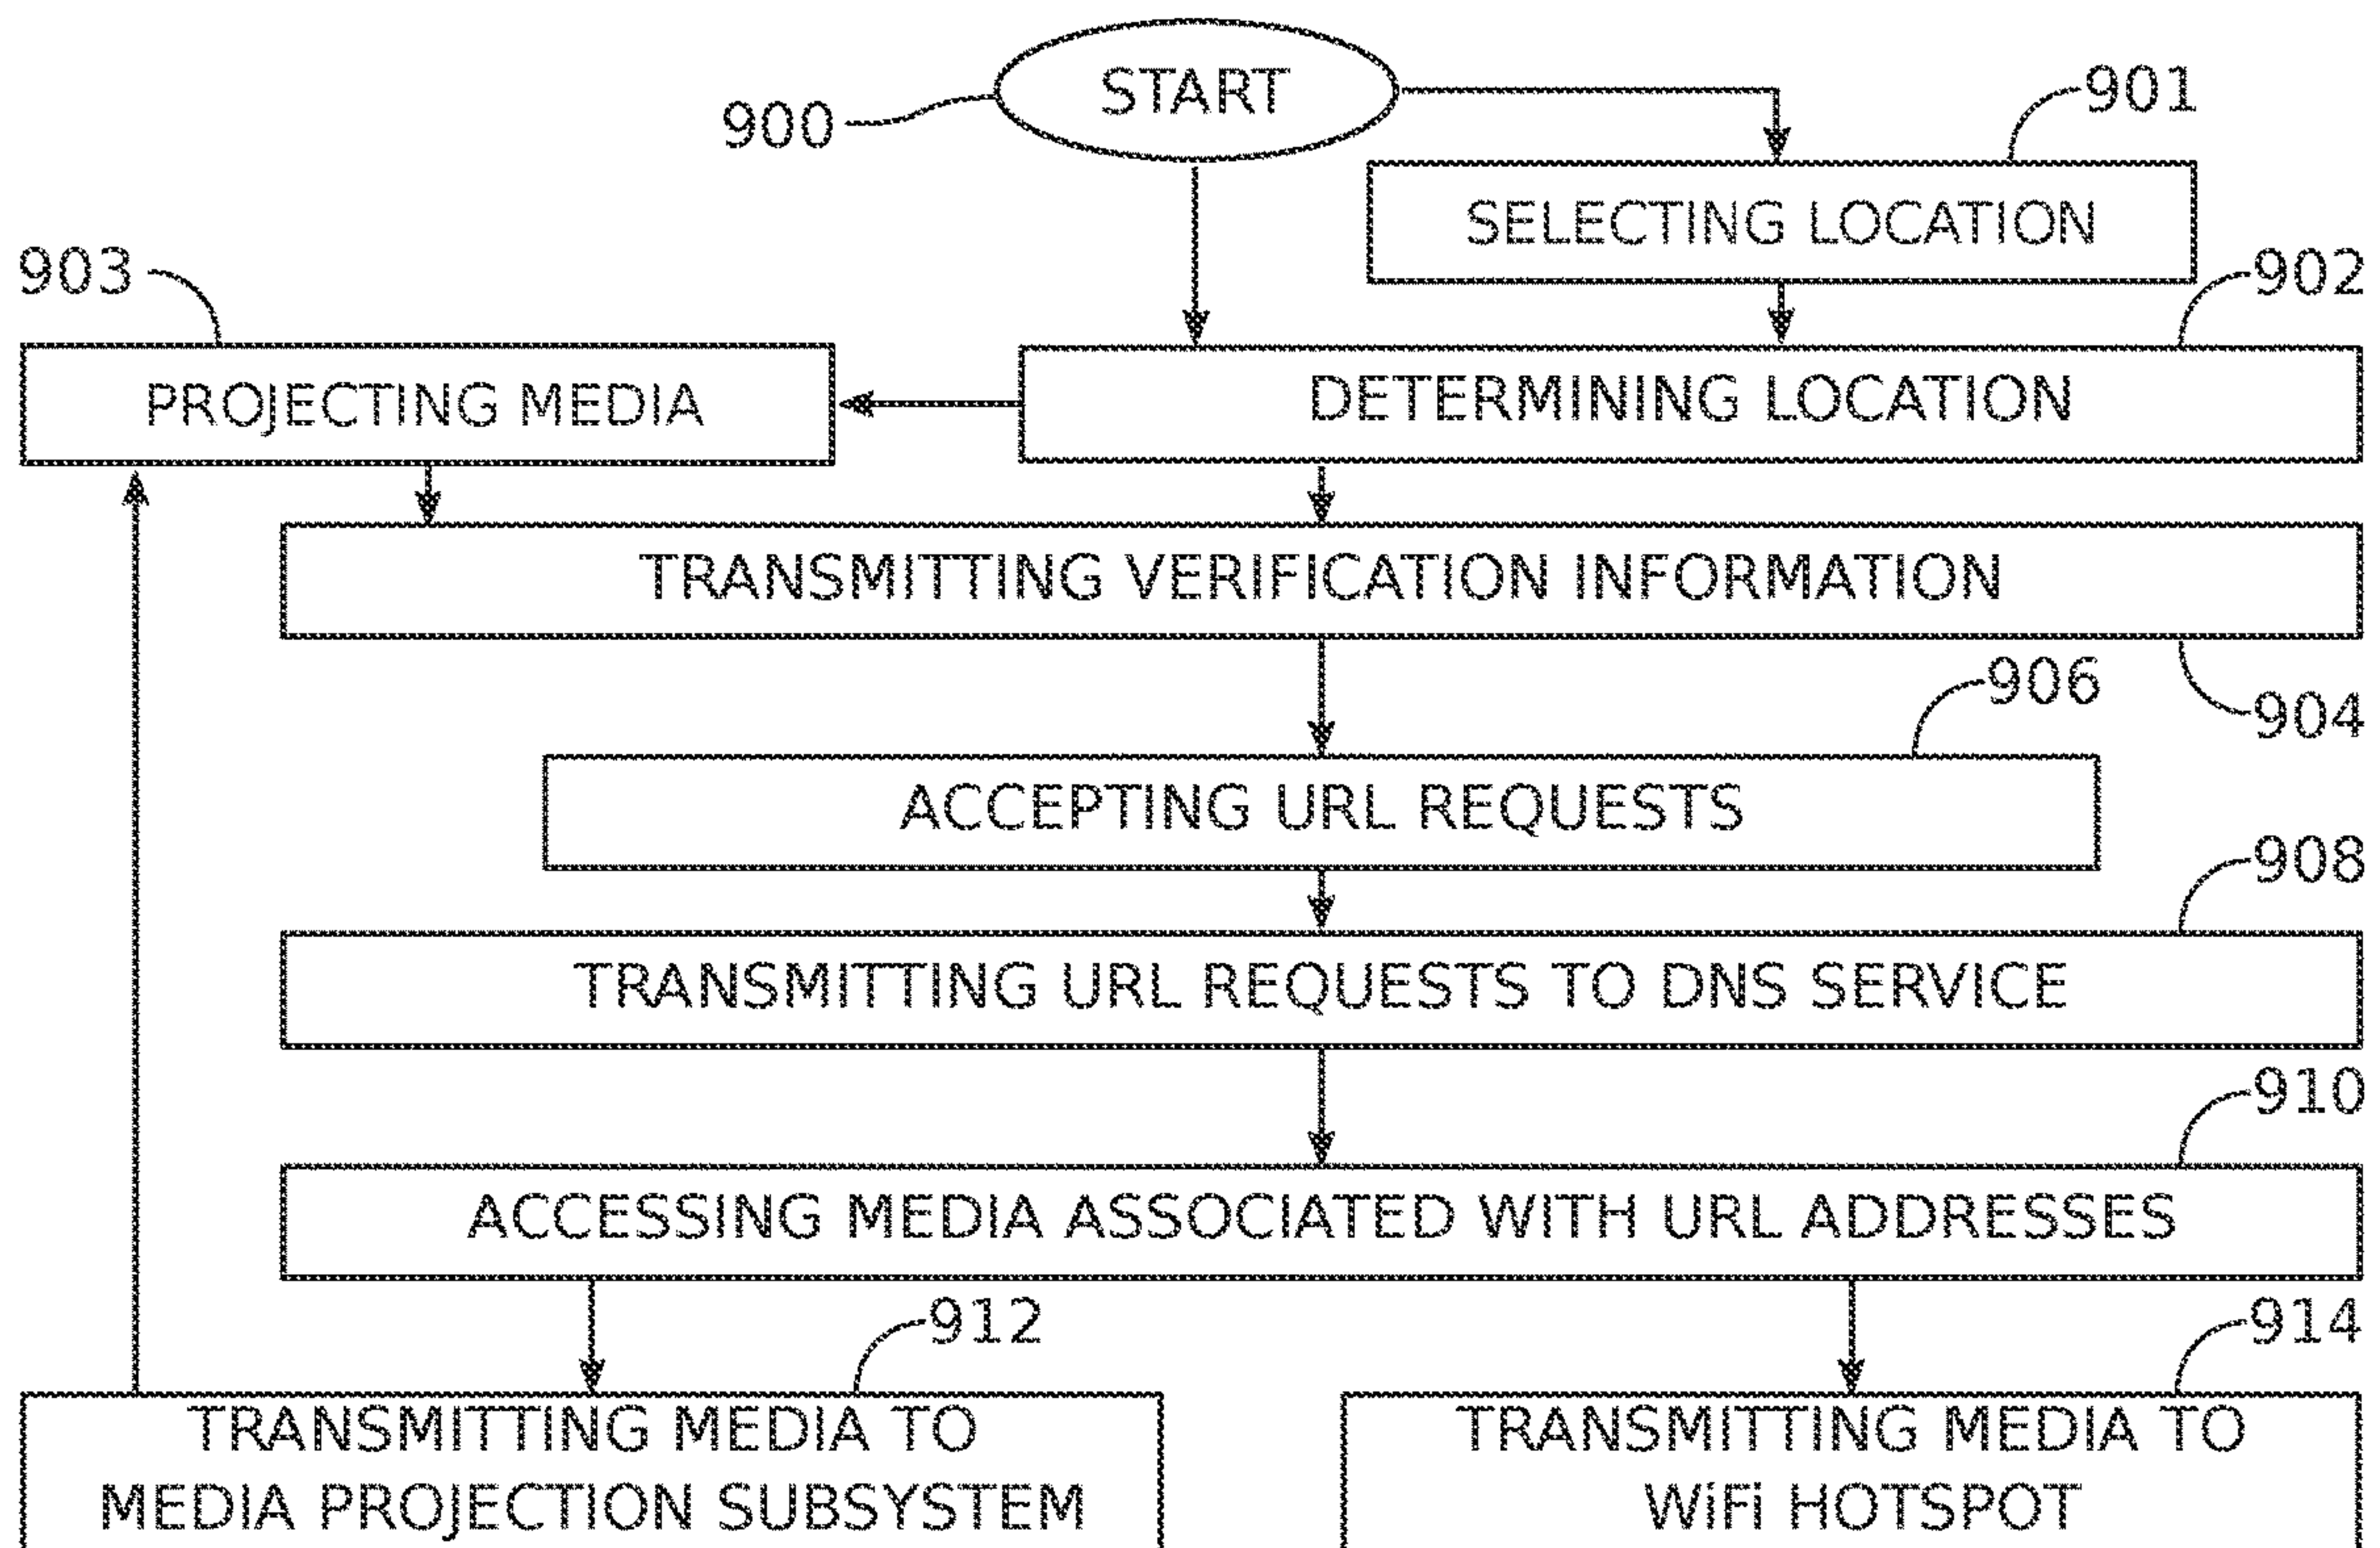 START
900
901
SELECTING LOCATION
902
903
PROJECTING MEDIA
DETERMINING LOCATION
TRANSMITTING VERIFICATION INFORMATION
904
906
ACCEPTING URL REQUESTS
908
TRANSMITTING URL REQUESTS TO DNS SERVICE
910
ACCESSING MEDIA ASSOCIATED WITH URL ADDRESSES
912
914
TRANSMITTING MEDIA TO
MEDIA PROJECTION SUBSYSTEM
TRANSMITTING MEDIA TO
WiFi HOTSPOT